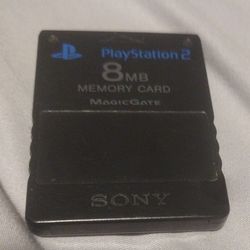 PlayStation 2
8MB
MEMORY CARD
MagicGate
SONY